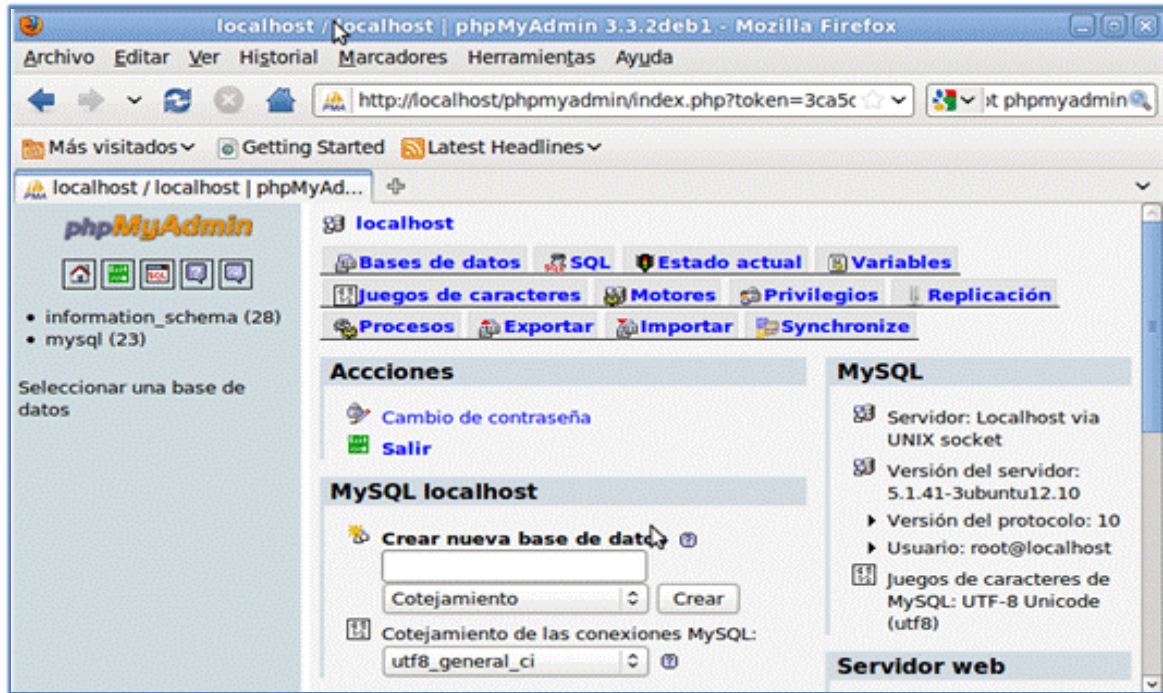 localhost / localhost | phpMyAdmin 3.3.2deb1 - Mozilla Firefox
Archivo Editar Ver Historial Marcadores Herramientas Ayuda
http://localhost/phpmyadmin/index.php?token=3ca5c
phpmyadmin
Más visitados Getting Started Latest Headlines
localhost / localhost | phpMyAd...
phpMyAdmin
information_schema (28)
mysql (23)
Seleccionar una base de
datos
localhost
Bases de datos SQL Estado actual Variables
Juegos de caracteres Motores Privilegios Replicación
Procesos Exportar Importar Synchronize
Accciones
Cambio de contraseña
Salir
MySQL localhost
Crear nueva base de datos
Cotejamiento Crear
Cotejamiento de las conexiones MySQL:
utf8_general_ci
MySQL
Servidor: Localhost via
UNIX socket
Versión del servidor:
5.1.41-3ubuntu12.10
Versión del protocolo: 10
Usuario: root@localhost
Juegos de caracteres de
MySQL: UTF-8 Unicode
(utf8)
Servidor web